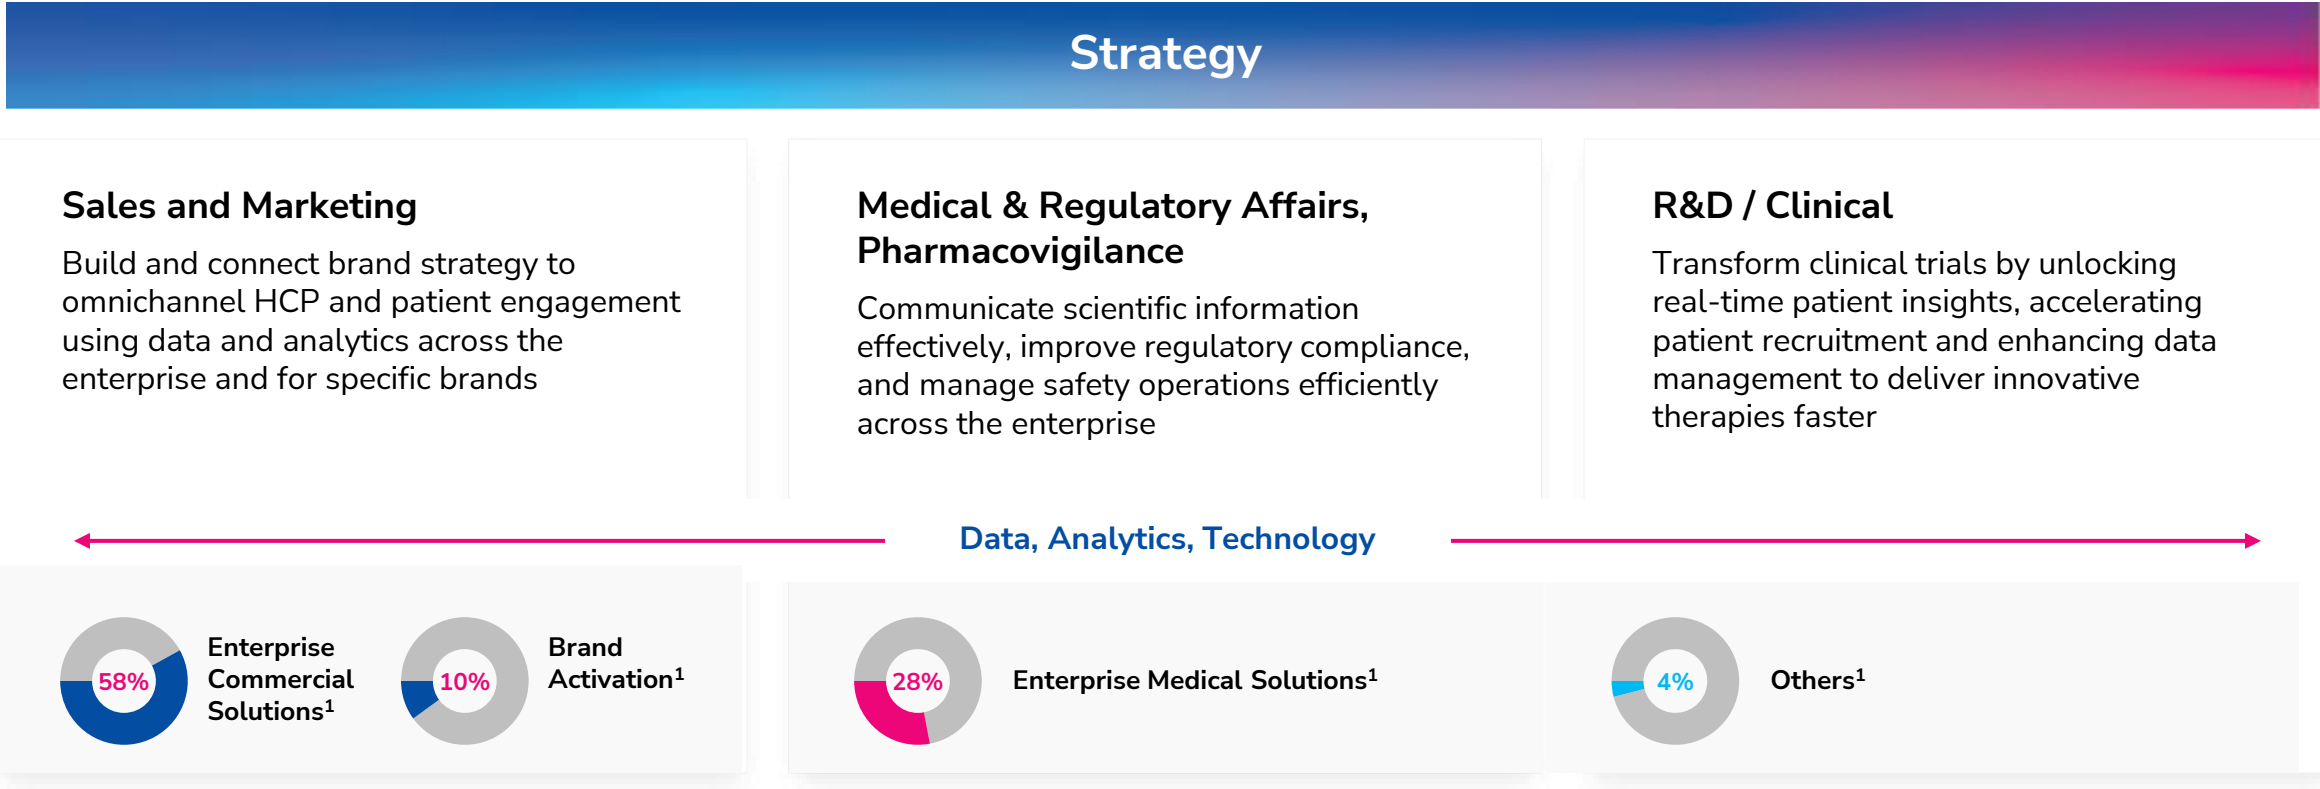 Strategy
Sales and Marketing
Build and connect brand strategy to
omnichannel HCP and patient engagement
using data and analytics across the
enterprise and for specific brands
Medical & Regulatory Affairs,
Pharmacovigilance
Communicate scientific information
effectively, improve regulatory compliance,
and manage safety operations efficiently
across the enterprise
R&D / Clinical
Transform clinical trials by unlocking
real-time patient insights, accelerating
patient recruitment and enhancing data
management to deliver innovative
therapies faster
Data, Analytics, Technology
58%
Enterprise
Commercial
Solutions¹
10%
Brand
Activation¹
28%
Enterprise Medical Solutions¹
4%
Others¹